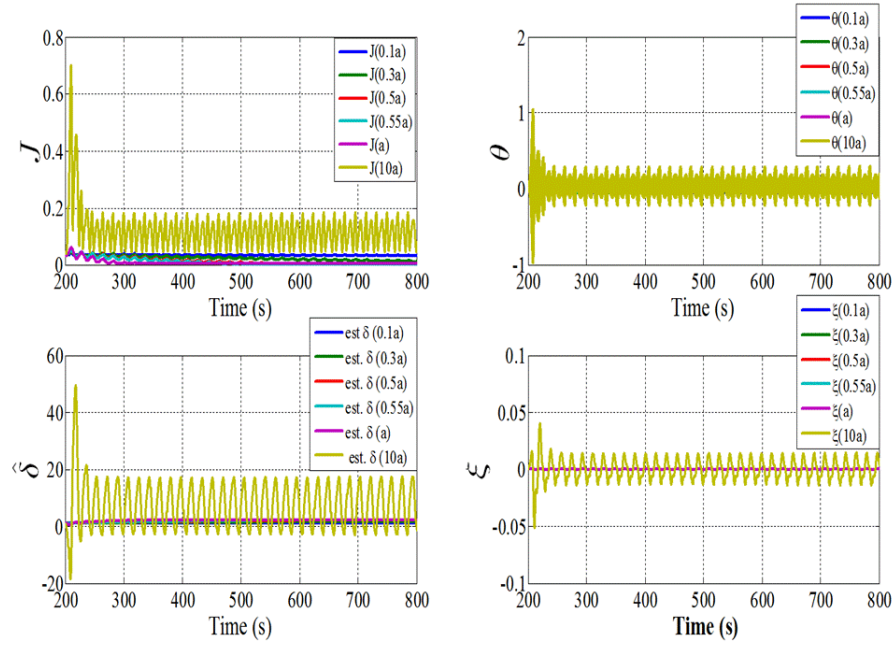 0.8
0.6
0.4
0.2
0
J
J(0.1a)
J(0.3a)
J(0.5a)
J(0.55a)
J(a)
J(10a)
200 300 400 500 600 700 800
Time (s)
2
1
0
-1
θ
θ(0.1a)
θ(0.3a)
θ(0.5a)
θ(0.55a)
θ(a)
θ(10a)
200 300 400 500 600 700 800
Time (s)
60
40
20
0
-20
δ̂
est δ (0.1a)
est. δ (0.3a)
est. δ (0.5a)
est. δ (0.55a)
est. δ (a)
est. δ (10a)
200 300 400 500 600 700 800
Time (s)
0.1
0.05
0
-0.05
-0.1
ξ
ξ(0.1a)
ξ(0.3a)
ξ(0.5a)
ξ(0.55a)
ξ(a)
ξ(10a)
200 300 400 500 600 700 800
Time (s)